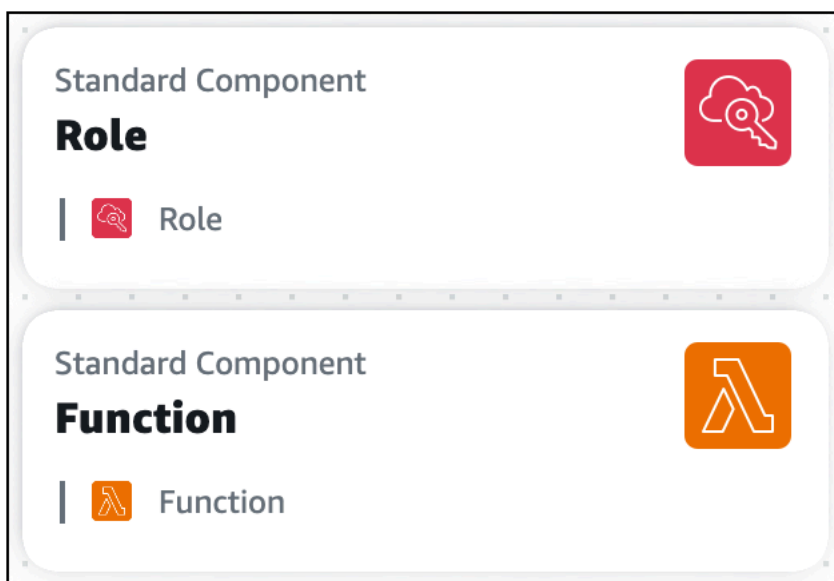 Standard Component
Role
Role
Standard Component
Function
Function